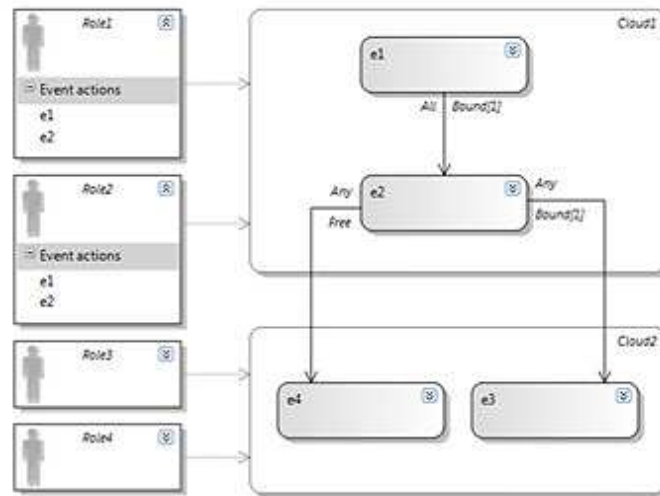 Role1
Event actions
e1
e2
Role2
Event actions
e1
e2
Role3
Role4
Cloud1
e1
All Bound[1]
e2
Any
Free
Any
Bound[1]
Cloud2
e4
e3